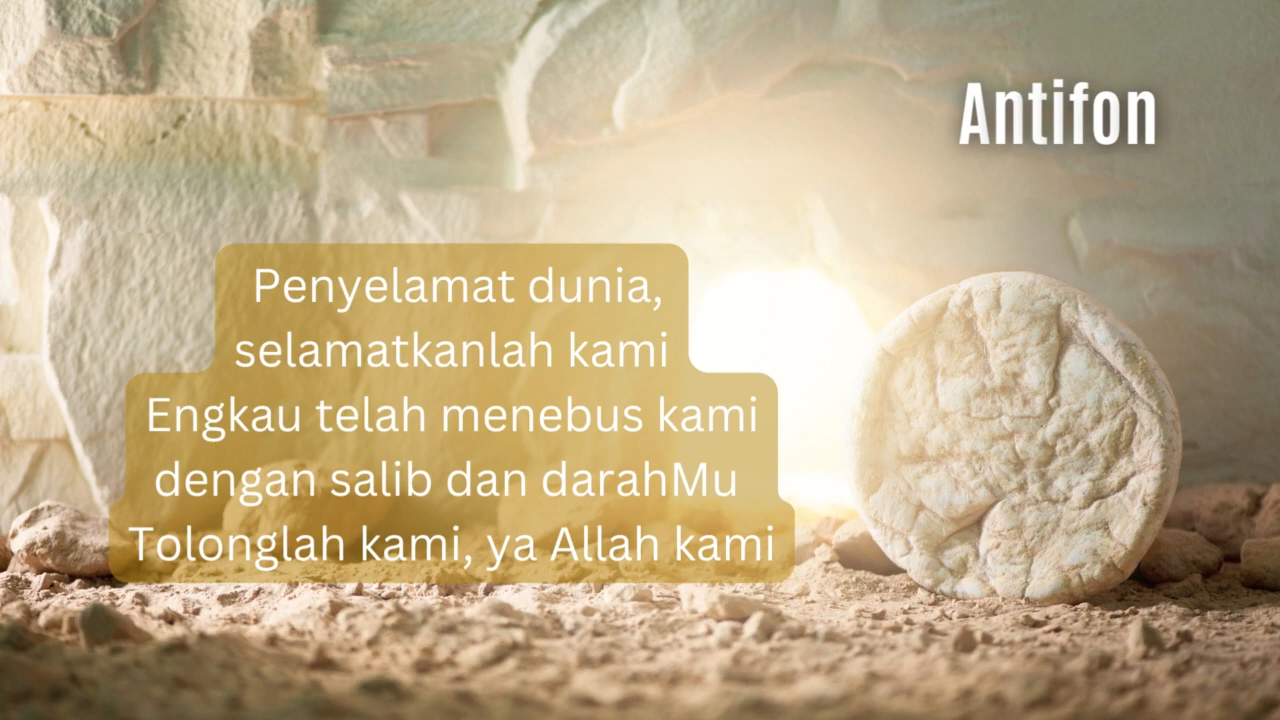 Antifon
Penyelamat dunia,
selamatkanlah kami
Engkau telah menebus kami
dengan salib dan darahMu
Tolonglah kami, ya Allah kami